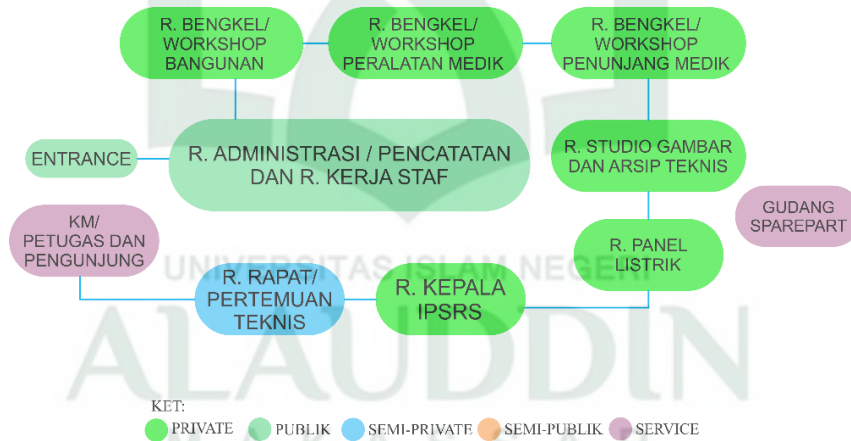 R. BENGKEL/
WORKSHOP
BANGUNAN
R. BENGKEL/
WORKSHOP
PERALATAN MEDIK
R. BENGKEL/
WORKSHOP
PENUNJANG MEDIK
ENTRANCE
R. ADMINISTRASI / PENCATATAN
DAN R. KERJA STAF
R. STUDIO GAMBAR
DAN ARSIP TEKNIS
KM/
PETUGAS DAN
PENGUNJUNG
GUDANG
SPAREPART
R. PANEL
LISTRIK
UNIVERSITAS ISLAM NEGERI
R. RAPAT/
PERTEMUAN
TEKNIS
R. KEPALA
IPSRS
ALAUDDIN
KET:
PRIVATE PUBLIK SEMI-PRIVATE SEMI-PUBLIK SERVICE